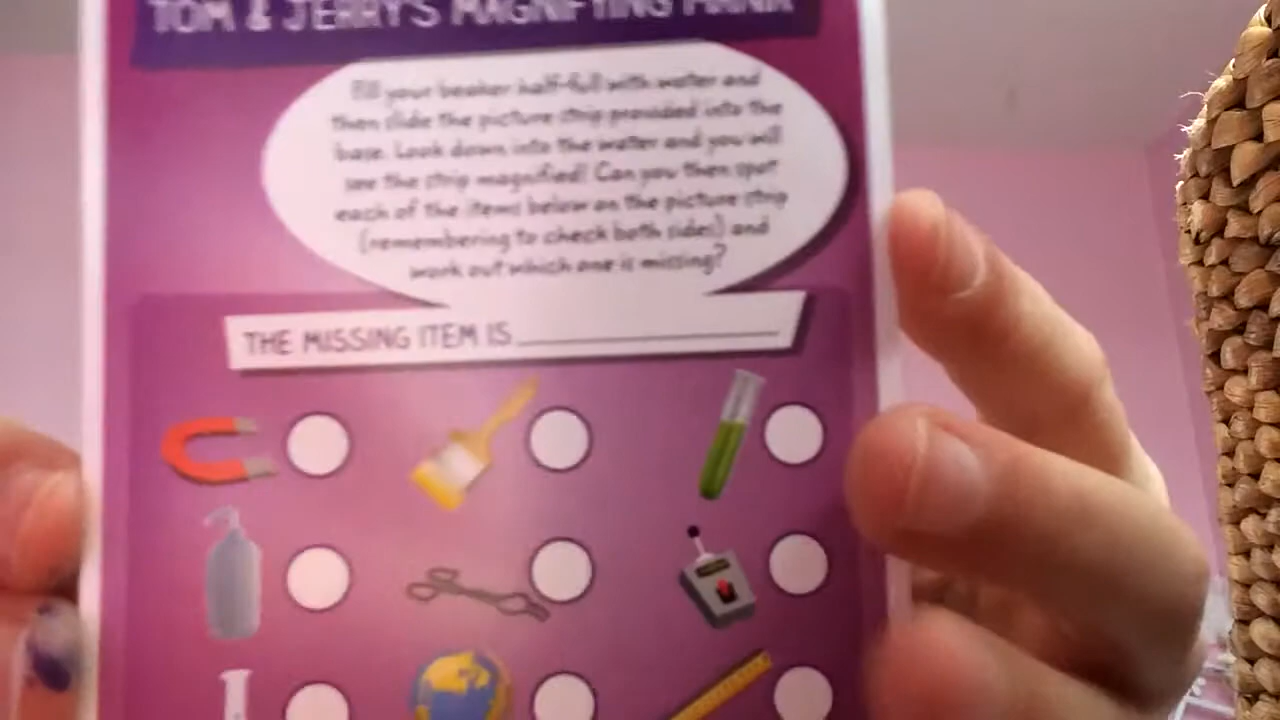 TOM & JERRY'S MAGNIFYING MANIA
Fill your beaker half-full with water and
then slide the picture strip provided into the
base. Look down into the water and you will
see the strip magnified! Can you then spot
each of the items below on the picture strip
(remembering to check both sides) and
work out which one is missing?
THE MISSING ITEM IS